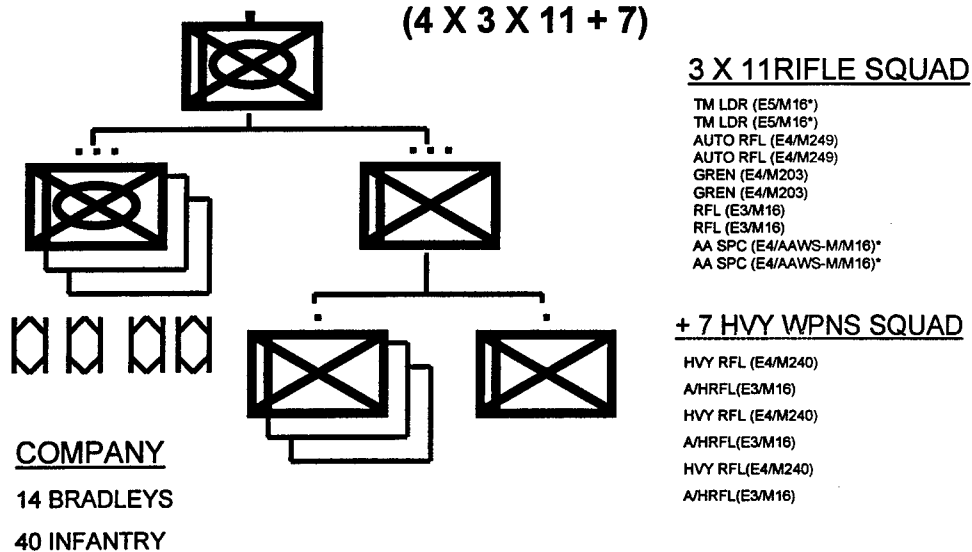 (4 X 3 X 11 + 7)
3 X 11RIFLE SQUAD
TM LDR (E5/M16*)
TM LDR (E5/M16*)
AUTO RFL (E4/M249)
AUTO RFL (E4/M249)
GREN (E4/M203)
GREN (E4/M203)
RFL (E3/M16)
RFL (E3/M16)
AA SPC (E4/AAWS-M/M16)*
AA SPC (E4/AAWS-M/M16)*
+ 7 HVY WPNS SQUAD
HVY RFL (E4/M240)
A/HRFL(E3/M16)
HVY RFL (E4/M240)
A/HRFL(E3/M16)
HVY RFL(E4/M240)
A/HRFL(E3/M16)
COMPANY
14 BRADLEYS
40 INFANTRY